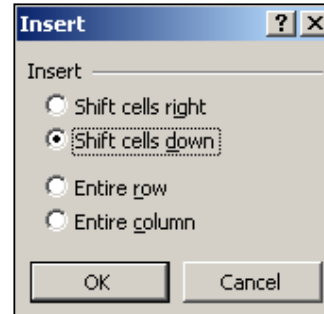 Insert
Insert
Shift cells right
Shift cells down
Entire row
Entire column
OK
Cancel